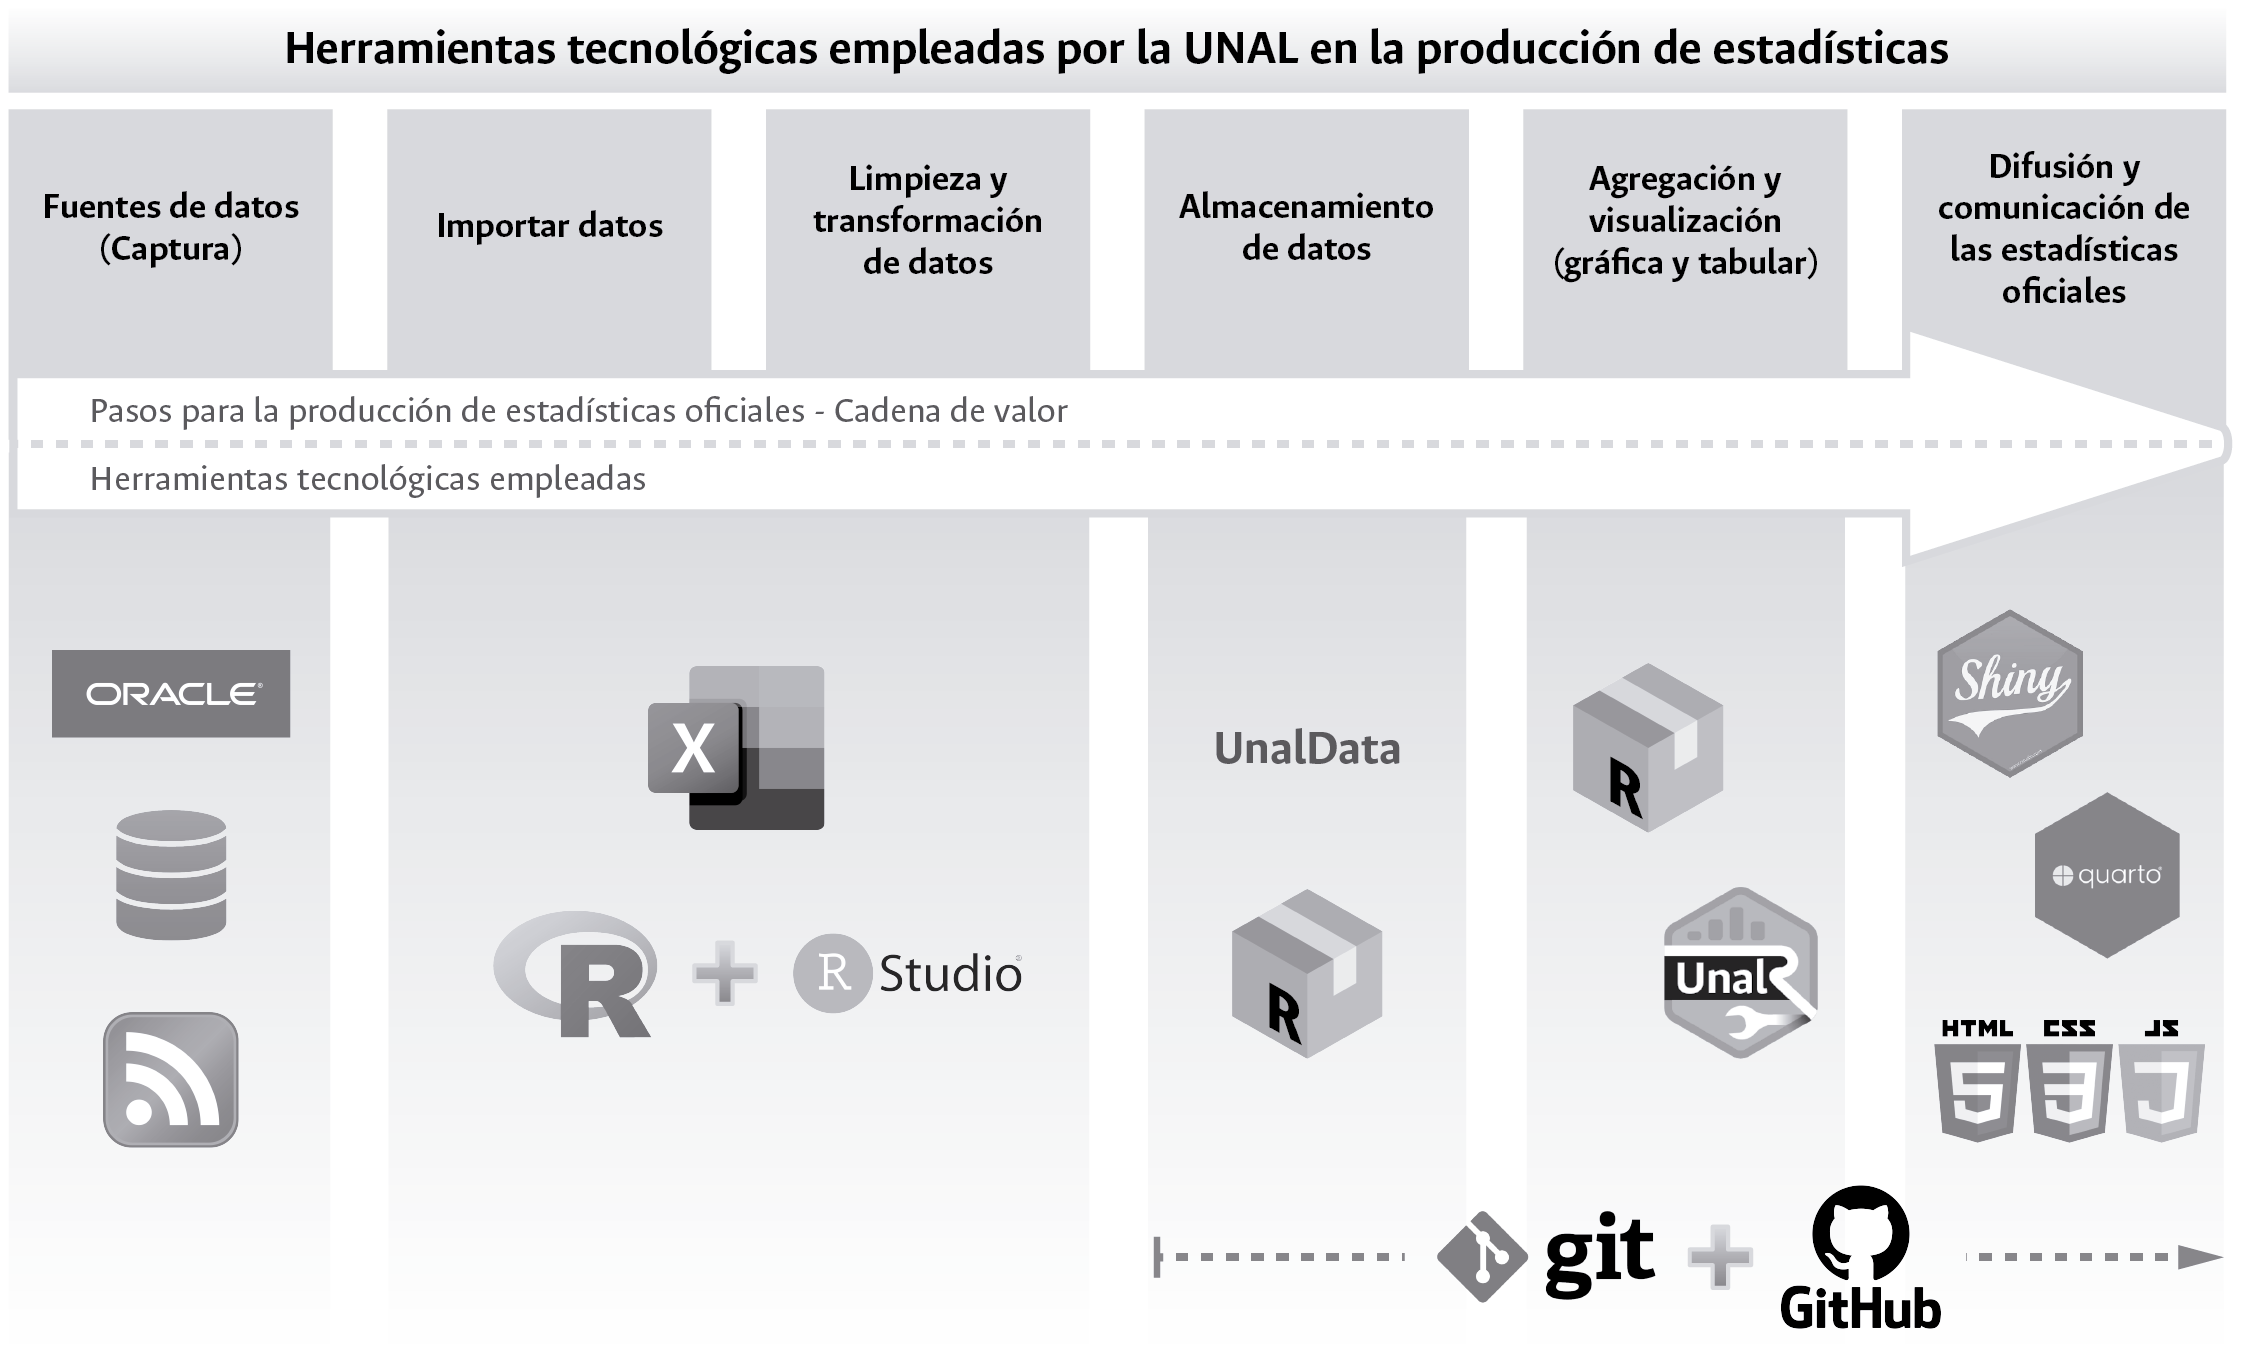 Herramientas tecnológicas empleadas por la UNAL en la producción de estadísticas
Fuentes de datos
(Captura)
Importar datos
Limpieza y
transformación
de datos
Almacenamiento
de datos
Agregación y
visualización
(gráfica y tabular)
Difusión y
comunicación de
las estadísticas
oficiales
Pasos para la producción de estadísticas oficiales - Cadena de valor
Herramientas tecnológicas empleadas
ORACLE®
X
R
R Studio®
UnalData
R
R
UnalR
Shiny
quarto®
HTML CSS JS
5 3 J
git
GitHub